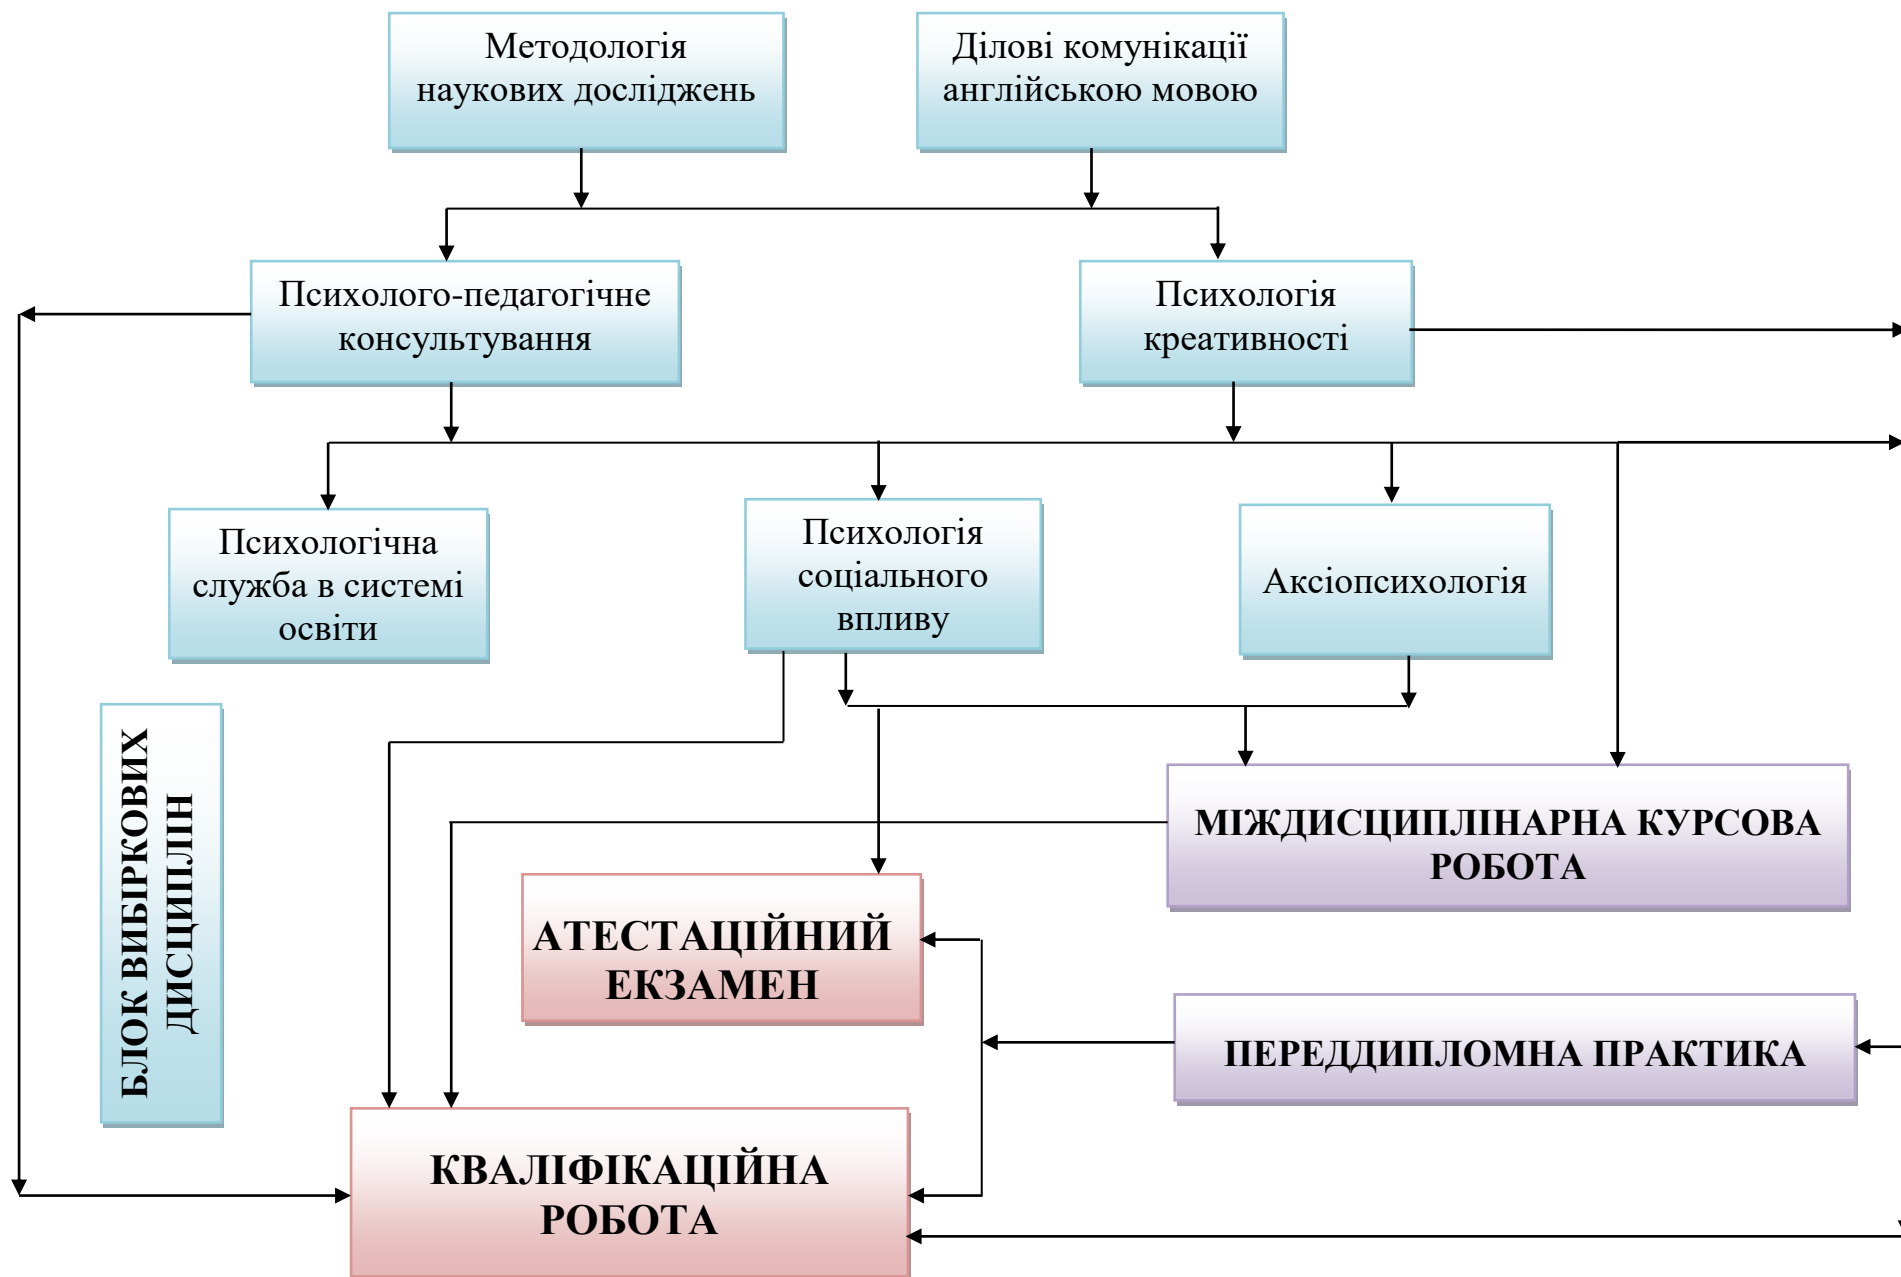 Методологія
наукових досліджень
Ділові комунікації
англійською мовою
Психолого-педагогічне
консультування
Психологія
креативності
Психологічна
служба в системі
освіти
Психологія
соціального
впливу
Аксіопсихологія
БЛОК ВИБІРКОВИХ
ДИСЦИПЛІН
МІЖДИСЦИПЛІНАРНА КУРСОВА
РОБОТА
АТЕСТАЦІЙНИЙ
ЕКЗАМЕН
ПЕРЕДДИПЛОМНА ПРАКТИКА
КВАЛІФІКАЦІЙНА
РОБОТА